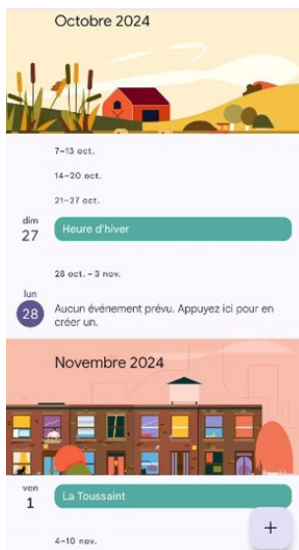 Octobre 2024
7–13 oct.
14–20 oct.
21–27 oct.
dim
27
Heure d'hiver
28 oct. – 3 nov.
lun
28
Aucun événement prévu. Appuyez ici pour en
créer un.
Novembre 2024
ven
1
La Toussaint
+
4–10 nov.